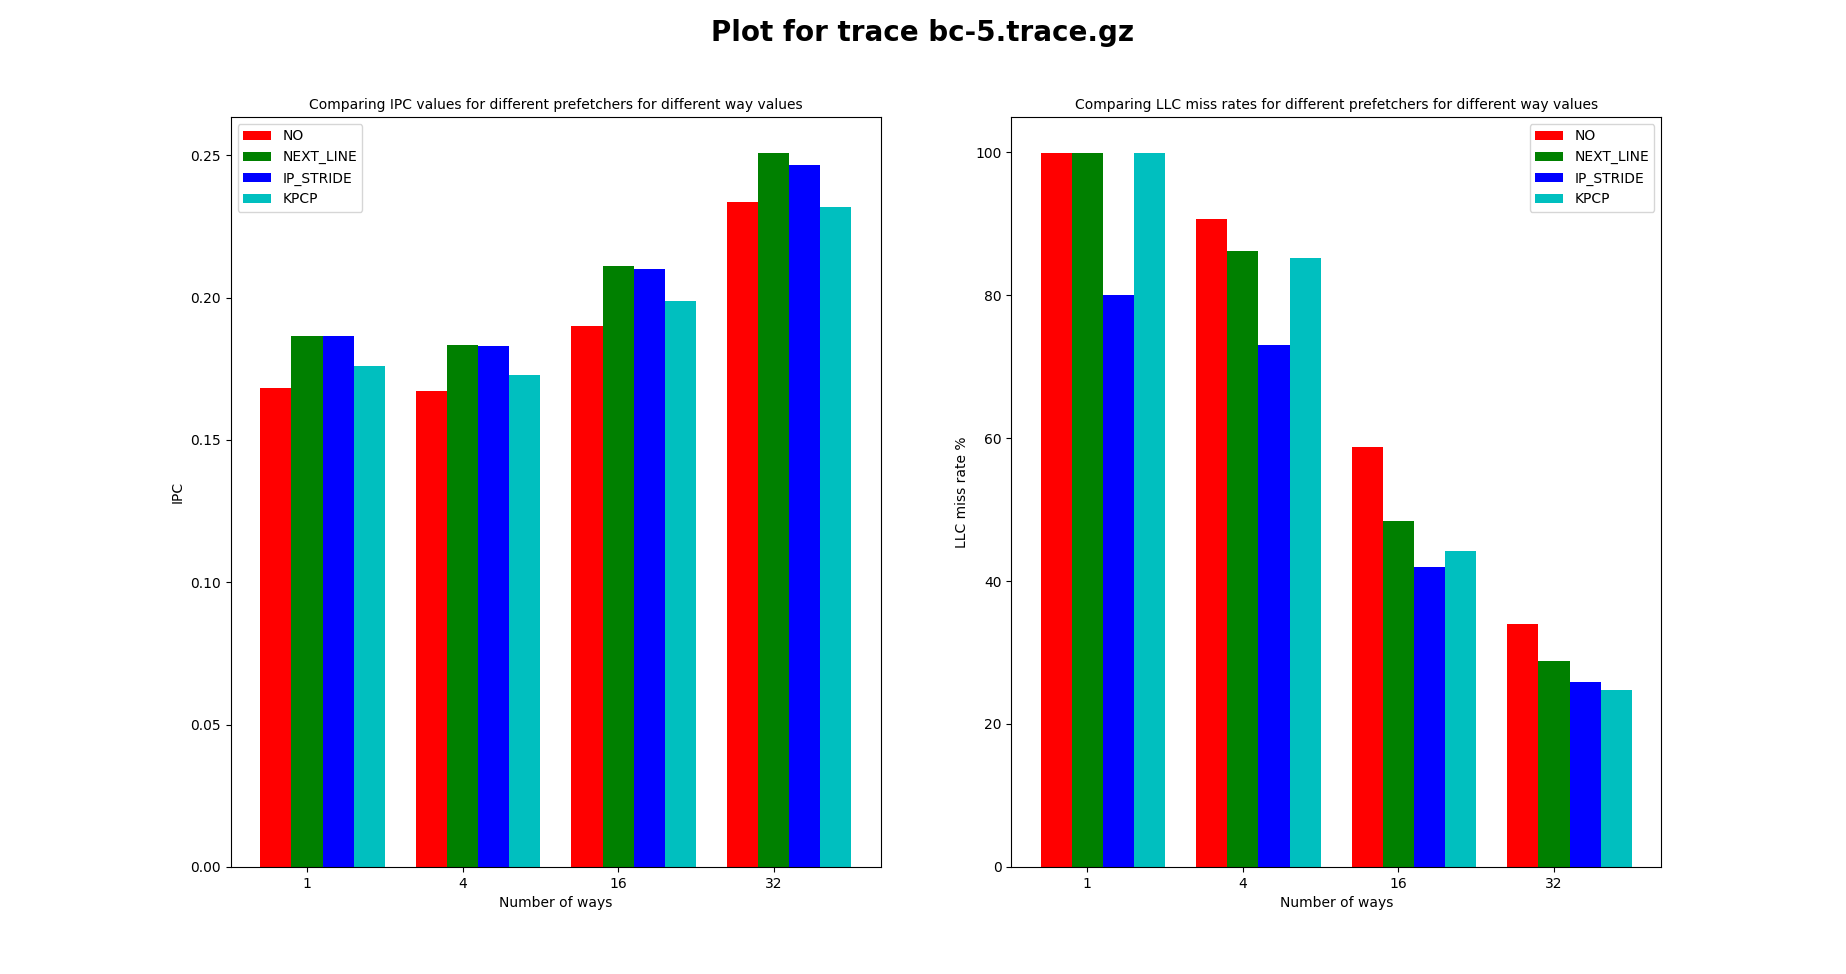 Plot for trace bc-5.trace.gz
Comparing IPC values for different prefetchers for different way values
NO
NEXT_LINE
IP_STRIDE
KPCP
0.25
0.20
0.15
0.10
0.05
0.00
IPC
1 4 16 32
Number of ways
Comparing LLC miss rates for different prefetchers for different way values
NO
NEXT_LINE
IP_STRIDE
KPCP
100
80
60
40
20
0
LLC miss rate %
1 4 16 32
Number of ways